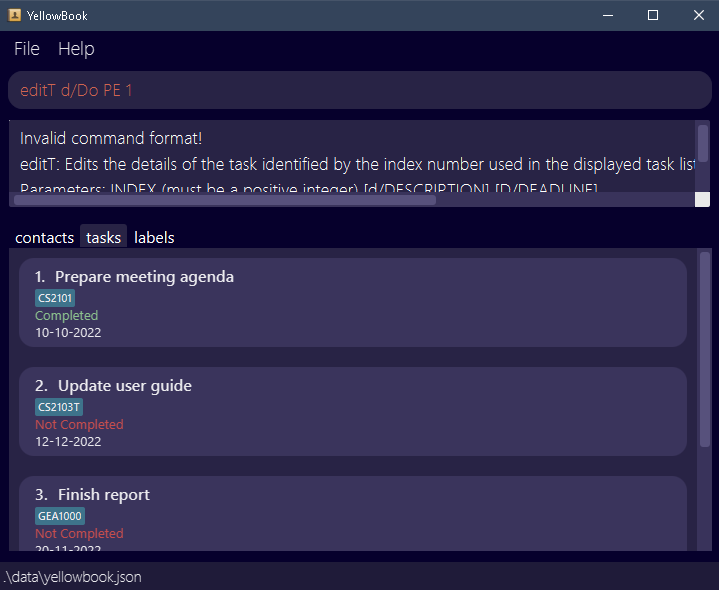 YellowBook
File Help
editT d/Do PE 1
Invalid command format!
editT: Edits the details of the task identified by the index number used in the displayed task list
Parameters: INDEX (must be a positive integer) [d/DESCRIPTION] [D/DEADLINE]
contacts tasks labels
1. Prepare meeting agenda
CS2101
Completed
10-10-2022
2. Update user guide
CS2103T
Not Completed
12-12-2022
3. Finish report
GEA1000
Not Completed
20-11-2022
.\data\yellowbook.json